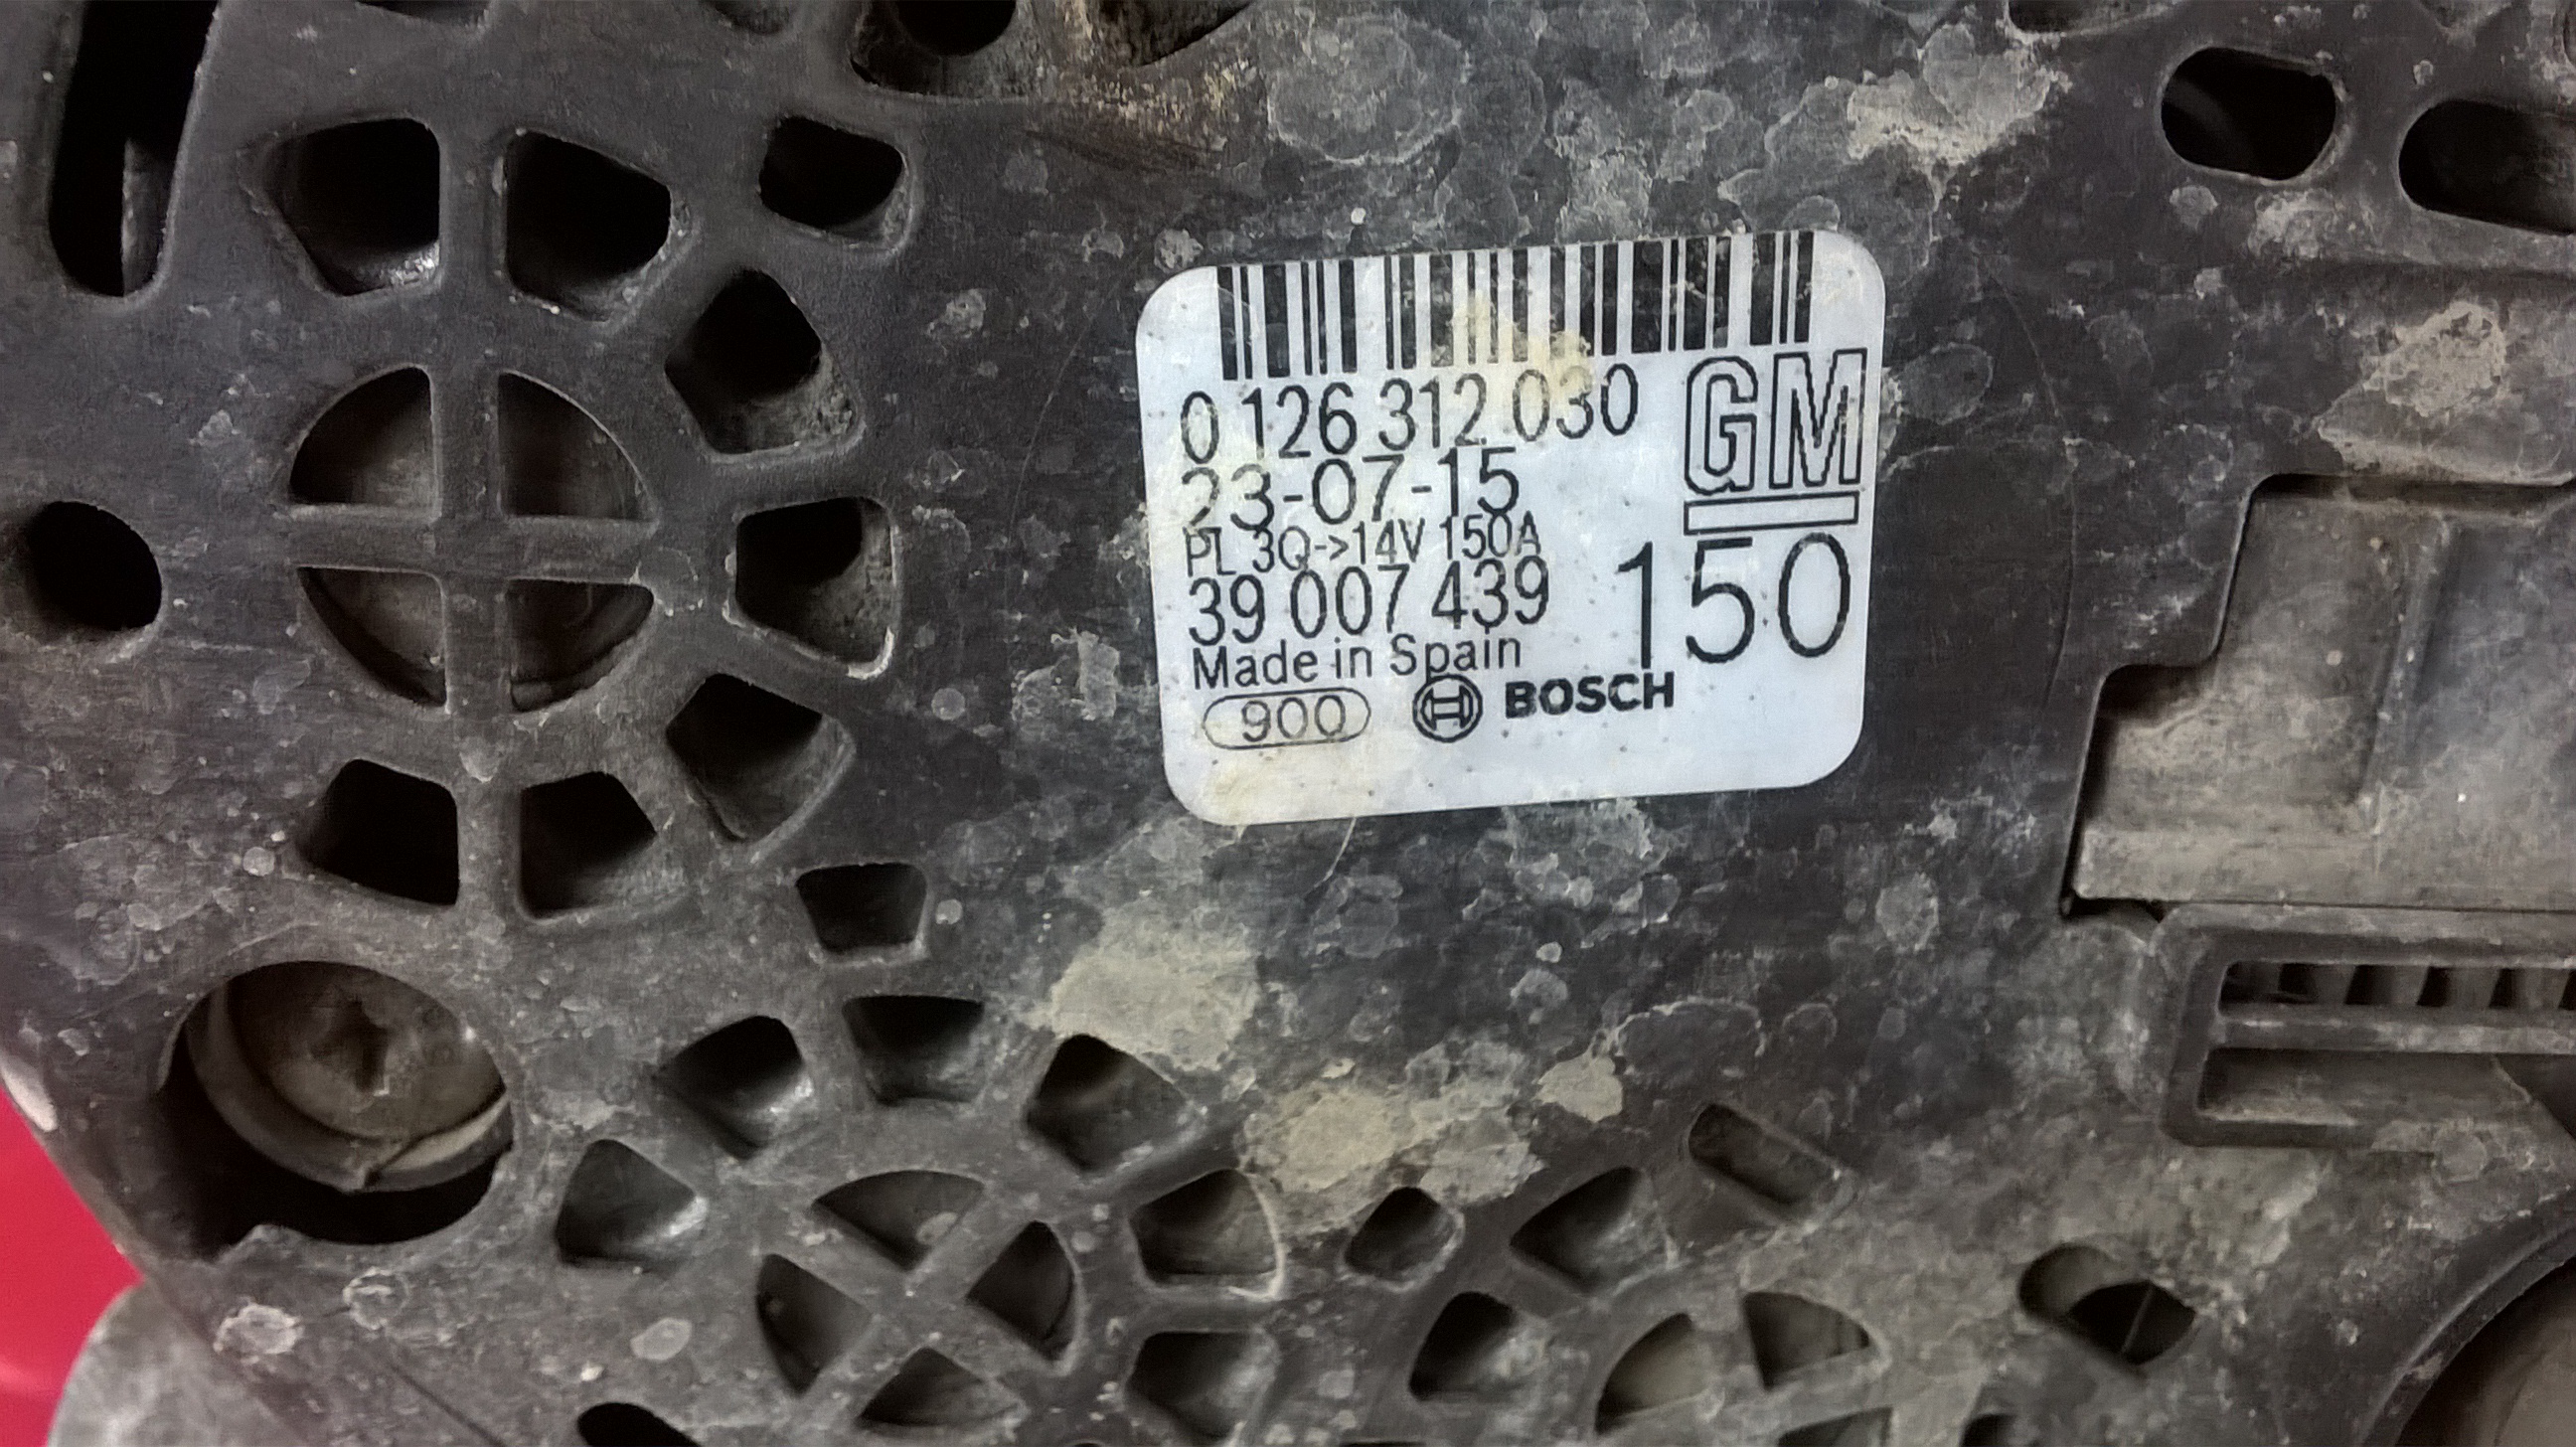 0 126 312 030
GM
23-07-15
PL 3Q->14V 150A
39 007 439
150
Made in Spain
900 BOSCH